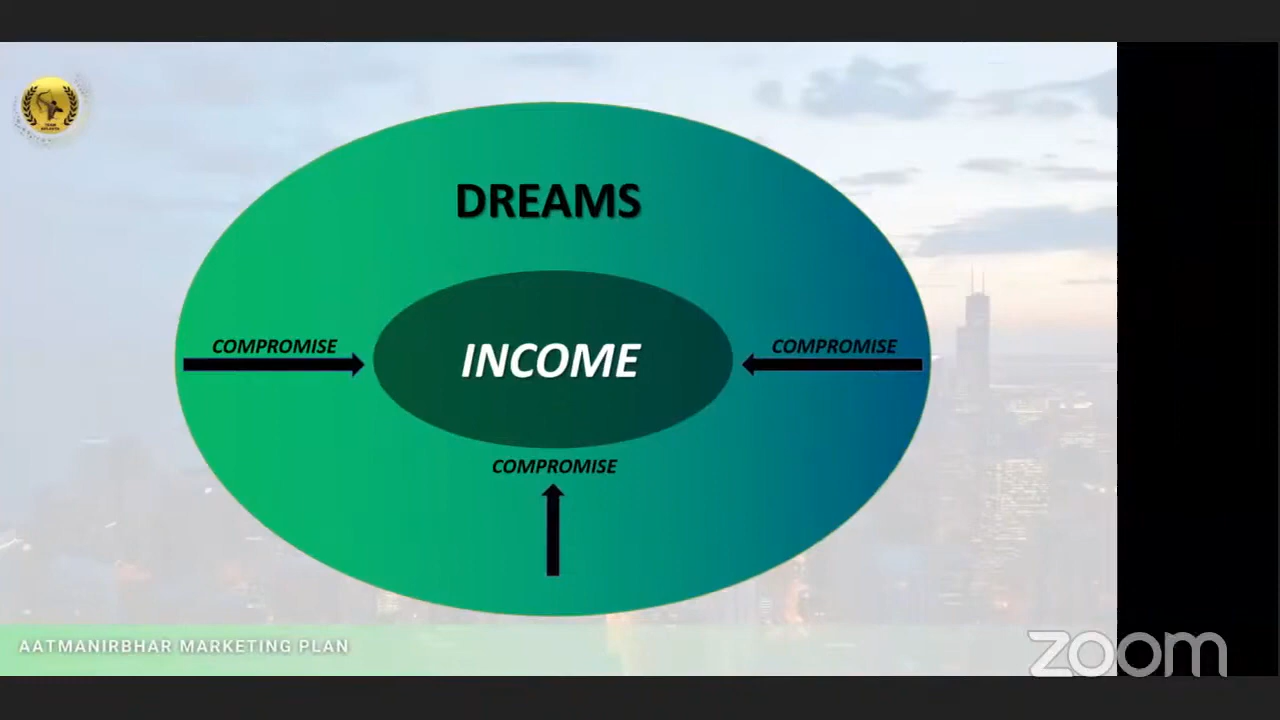 DREAMS
COMPROMISE
INCOME
COMPROMISE
COMPROMISE
AATMANIRBHAR MARKETING PLAN
zoom